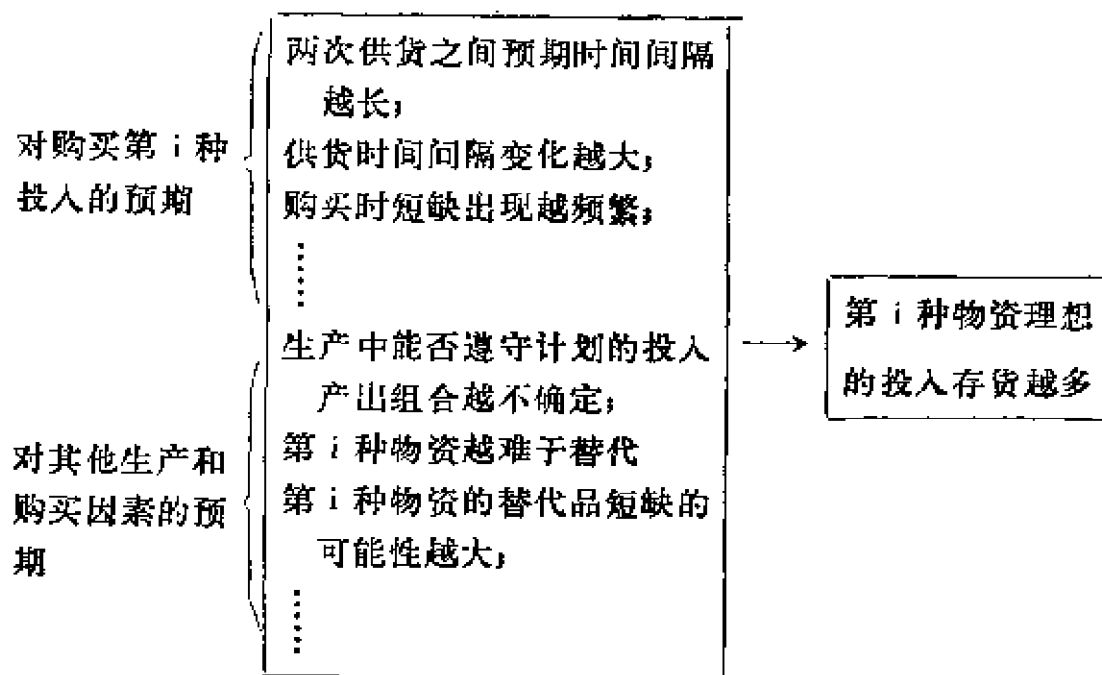 对购买第 i 种
投入的预期
两次供货之间预期时间间隔
越长;
供货时间间隔变化越大;
购买时短缺出现越频繁;
……
对其他生产和
购买因素的预
期
生产中能否遵守计划的投入
产出组合越不确定;
第 i 种物资越难于替代
第 i 种物资的替代品短缺的
可能性越大;
……
第 i 种物资理想
的投入存货越多